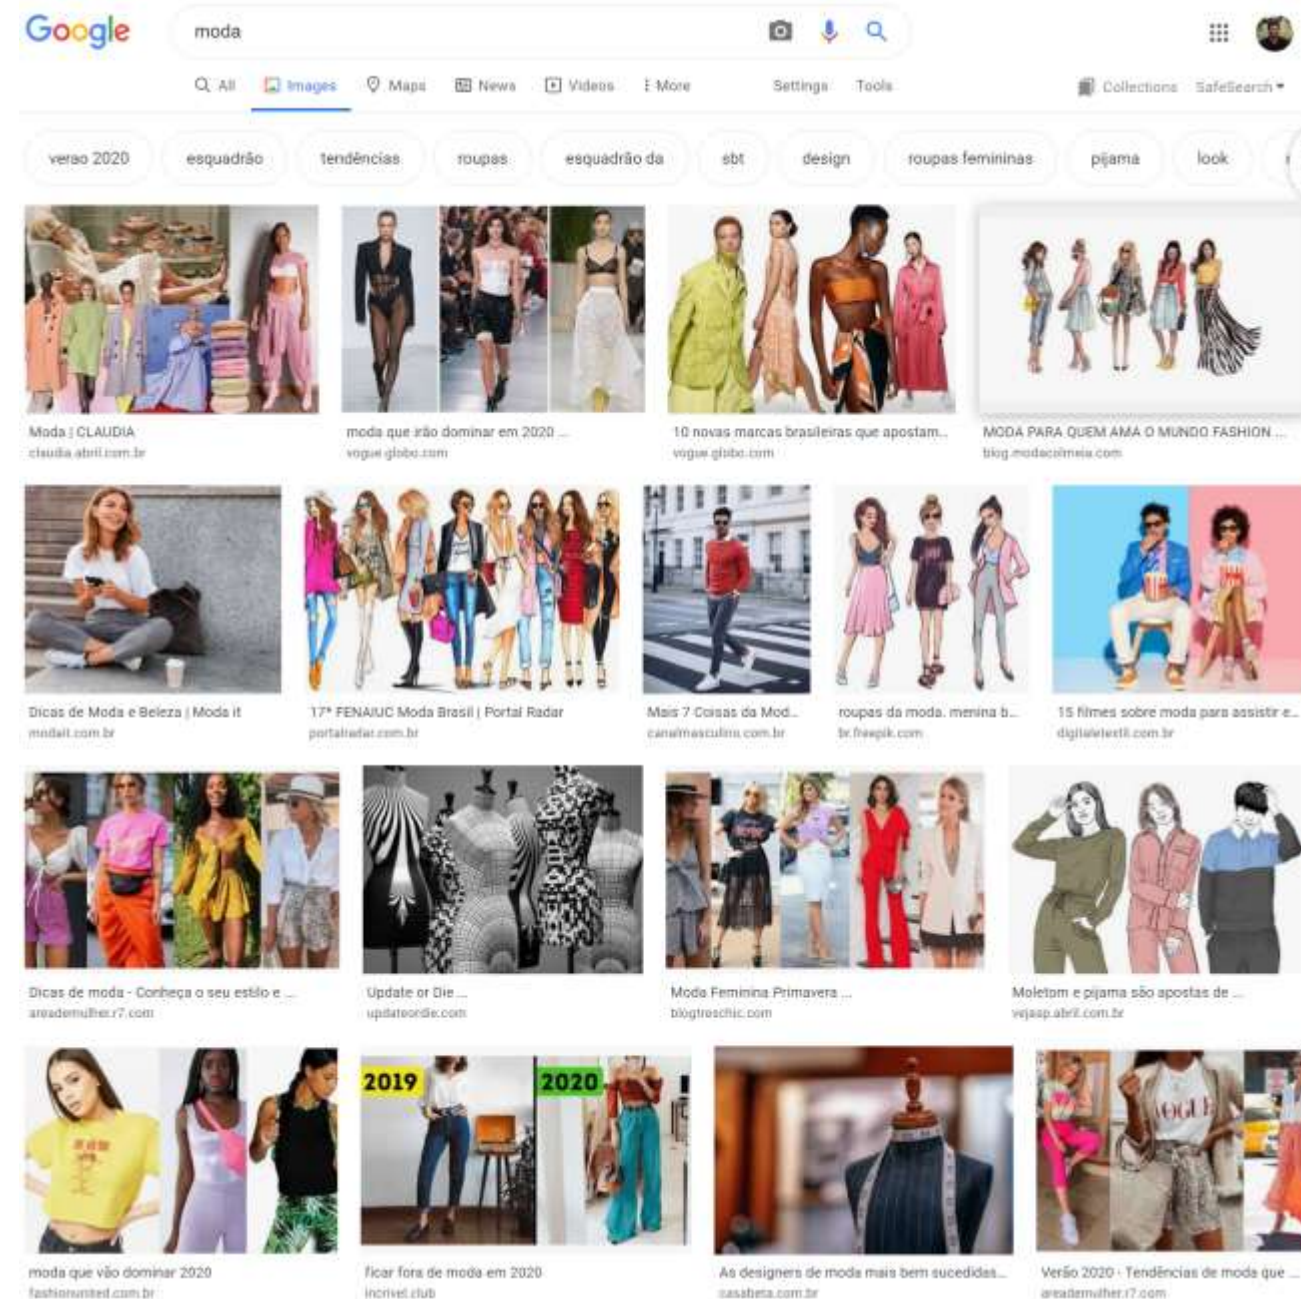 Google
moda
All Images Maps News Videos More Settings Tools Collections SafeSearch
verao 2020 esquadrão tendências roupas esquadrão da sbt design roupas femininas pijama look
Moda | CLAUDIA
claudia.abril.com.br
moda que irão dominar em 2020 ...
vogue.globo.com
10 novas marcas brasileiras que apostam...
vogue.globo.com
MODA PARA QUEM AMA O MUNDO FASHION ...
blog.modacolmeia.com
Dicas de Moda e Beleza | Moda it
modait.com.br
17ª FENAIUC Moda Brasil | Portal Radar
portalradar.com.br
Mais 7 Coisas da Mod...
canalmasculino.com.br
roupas da moda. menina b...
br.freepik.com
15 filmes sobre moda para assistir e...
digitaletextil.com.br
Dicas de moda - Conheça o seu estilo e ...
areademulher.r7.com
Update or Die ...
updateordie.com
Moda Feminina Primavera ...
blogtreschic.com
Moletom e pijama são apostas de ...
vejasp.abril.com.br
2019
2020
VOGUE
moda que vão dominar 2020
fashionunited.com.br
ficar fora de moda em 2020
incrivel.club
As designers de moda mais bem sucedidas...
casabeta.com.br
Verão 2020 - Tendências de moda que ...
areademulher.r7.com